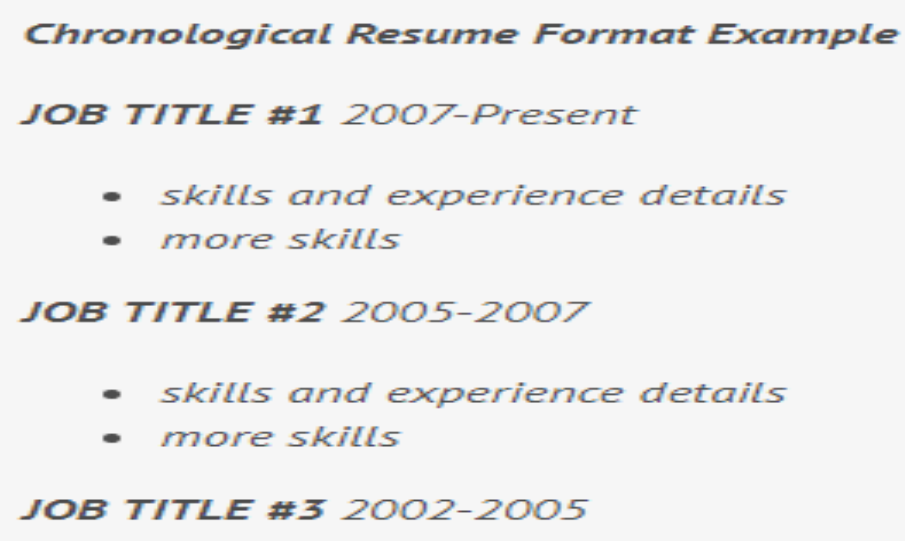 Chronological Resume Format Example
JOB TITLE #1 2007-Present
• skills and experience details
• more skills
JOB TITLE #2 2005-2007
• skills and experience details
• more skills
JOB TITLE #3 2002-2005